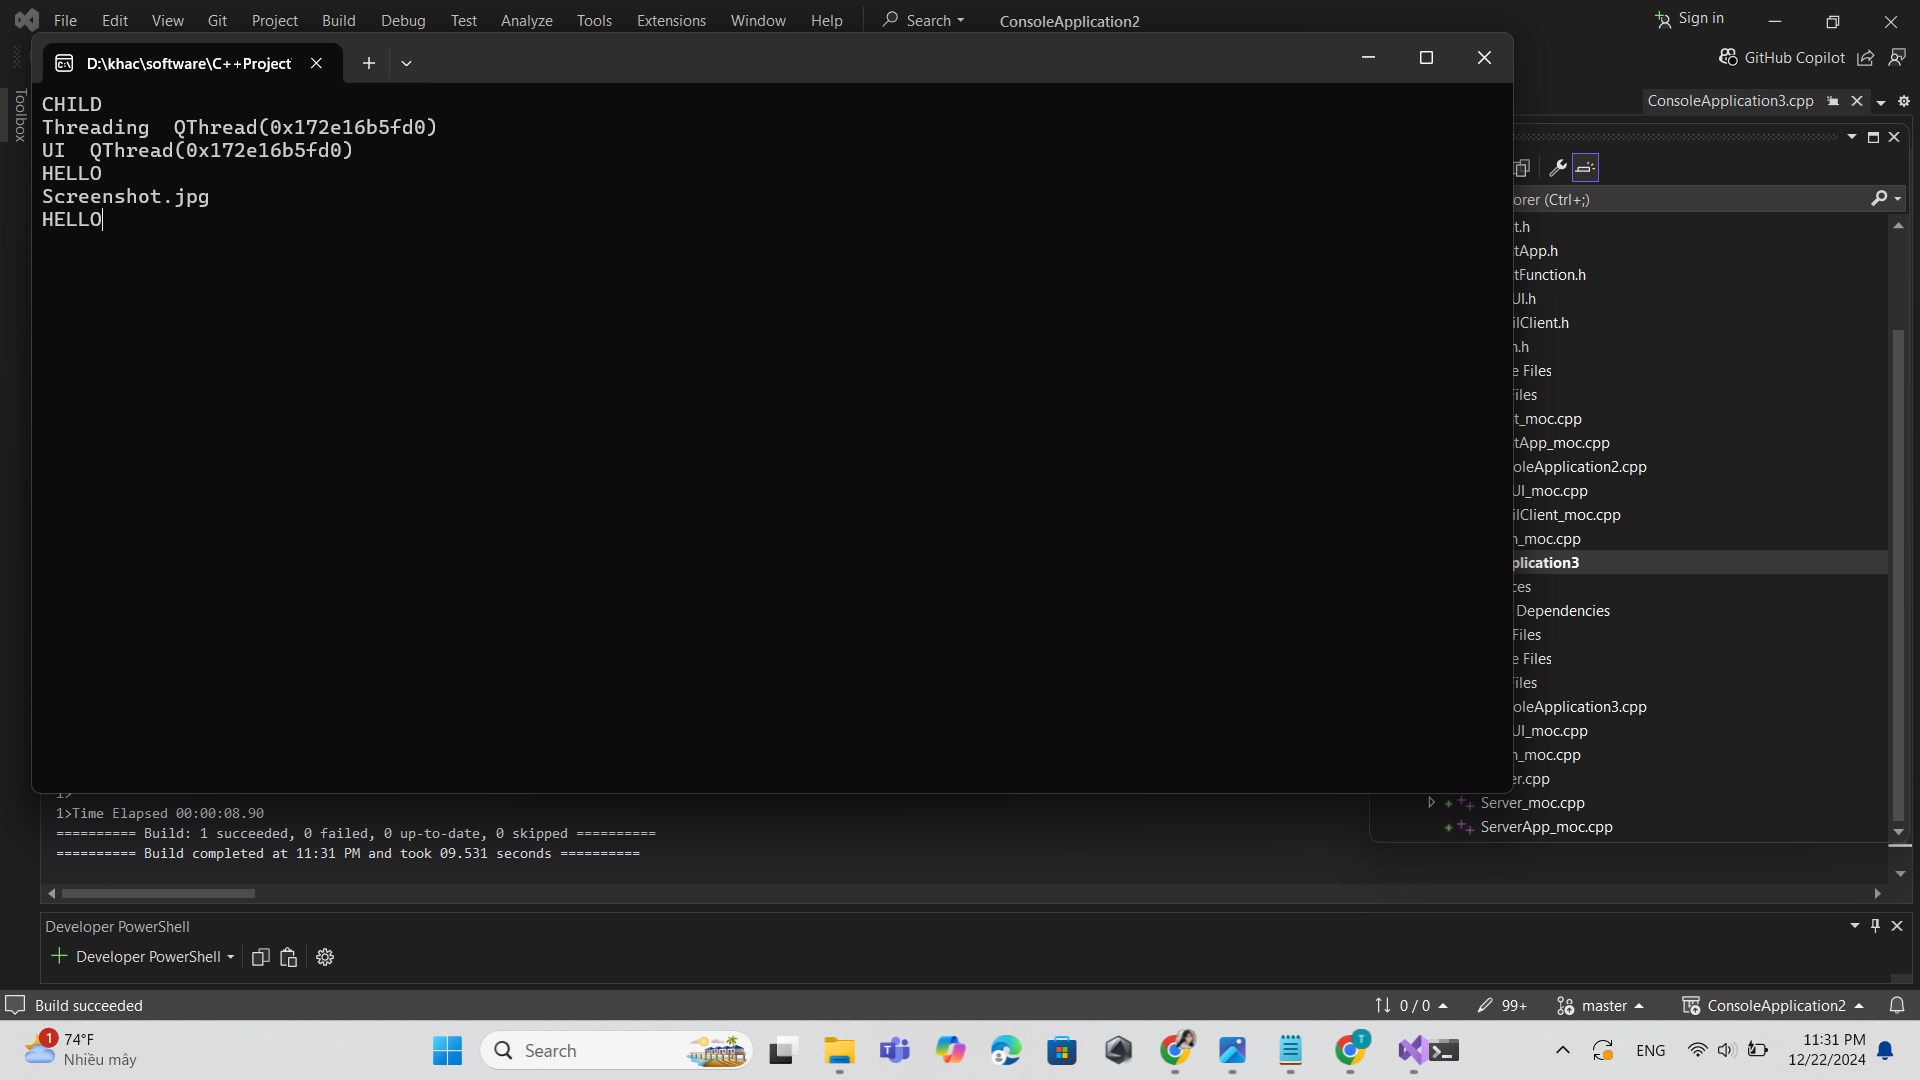 File Edit View Git Project Build Debug Test Analyze Tools Extensions Window Help Search ConsoleApplication2 Sign in
GitHub Copilot
D:\khac\software\C++Project
ConsoleApplication3.cpp
Toolbox
CHILD
Threading  QThread(0x172e16b5fd0)
UI  QThread(0x172e16b5fd0)
HELLO
Screenshot.jpg
HELLO
orer (Ctrl+;)
t.h
tApp.h
tFunction.h
UI.h
ilClient.h
n.h
e Files
Files
t_moc.cpp
tApp_moc.cpp
oleApplication2.cpp
UI_moc.cpp
ilClient_moc.cpp
n_moc.cpp
plication3
ces
Dependencies
Files
e Files
Files
oleApplication3.cpp
UI_moc.cpp
n_moc.cpp
er.cpp
Server_moc.cpp
ServerApp_moc.cpp
1>Time Elapsed 00:00:08.90
========== Build: 1 succeeded, 0 failed, 0 up-to-date, 0 skipped ==========
========== Build completed at 11:31 PM and took 09.531 seconds ==========
Developer PowerShell
Developer PowerShell
Build succeeded 0 / 0 99+ master ConsoleApplication2
1 74°F
Nhiều mây
Search
T
ENG
11:31 PM
12/22/2024